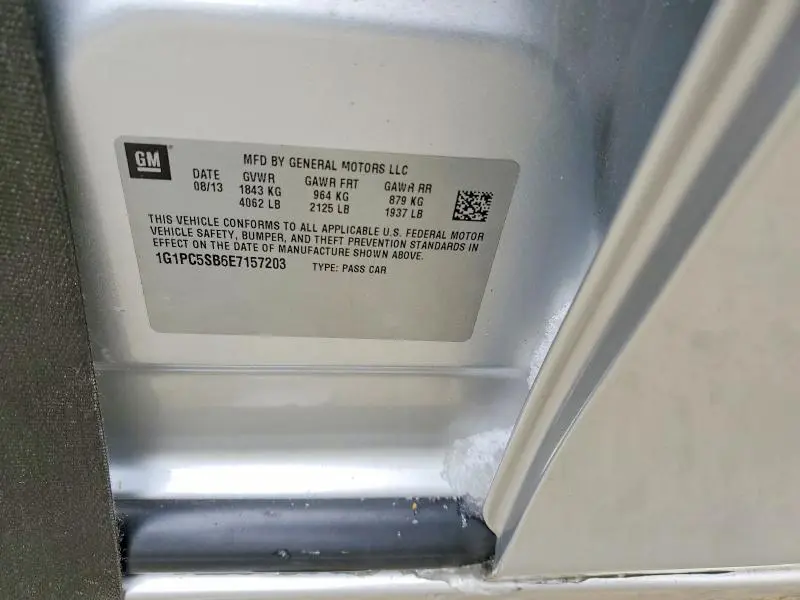 GM
MFD BY GENERAL MOTORS LLC
DATE GVWR GAWR FRT GAWR RR
08/13 1843 KG 964 KG 879 KG
4062 LB 2125 LB 1937 LB
THIS VEHICLE CONFORMS TO ALL APPLICABLE U.S. FEDERAL MOTOR
VEHICLE SAFETY, BUMPER, AND THEFT PREVENTION STANDARDS IN
EFFECT ON THE DATE OF MANUFACTURE SHOWN ABOVE.
1G1PC5SB6E7157203 TYPE: PASS CAR